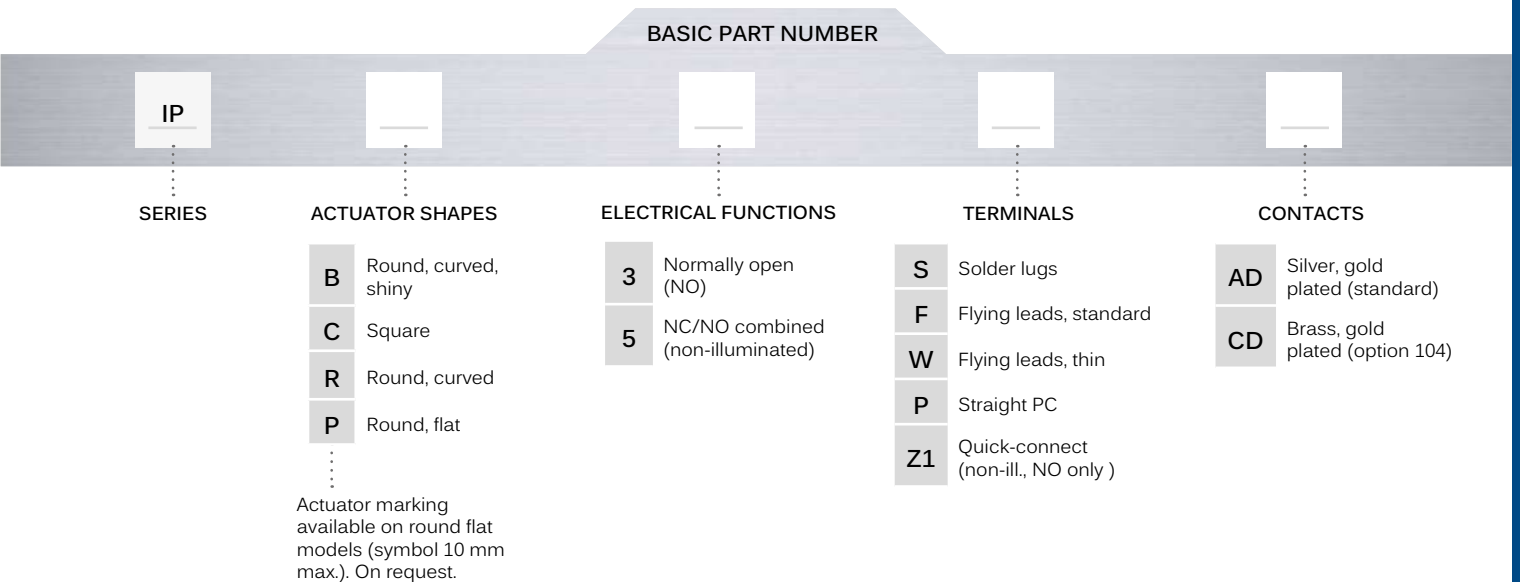 BASIC PART NUMBER
IP
SERIES
ACTUATOR SHAPES
B
Round, curved,
shiny
C
Square
R
Round, curved
P
Round, flat
Actuator marking
available on round flat
models (symbol 10 mm
max.). On request.
ELECTRICAL FUNCTIONS
3
Normally open
(NO)
5
NC/NO combined
(non-illuminated)
TERMINALS
S
Solder lugs
F
Flying leads, standard
W
Flying leads, thin
P
Straight PC
Z1
Quick-connect
(non-ill., NO only )
CONTACTS
AD
Silver, gold
plated (standard)
CD
Brass, gold
plated (option 104)